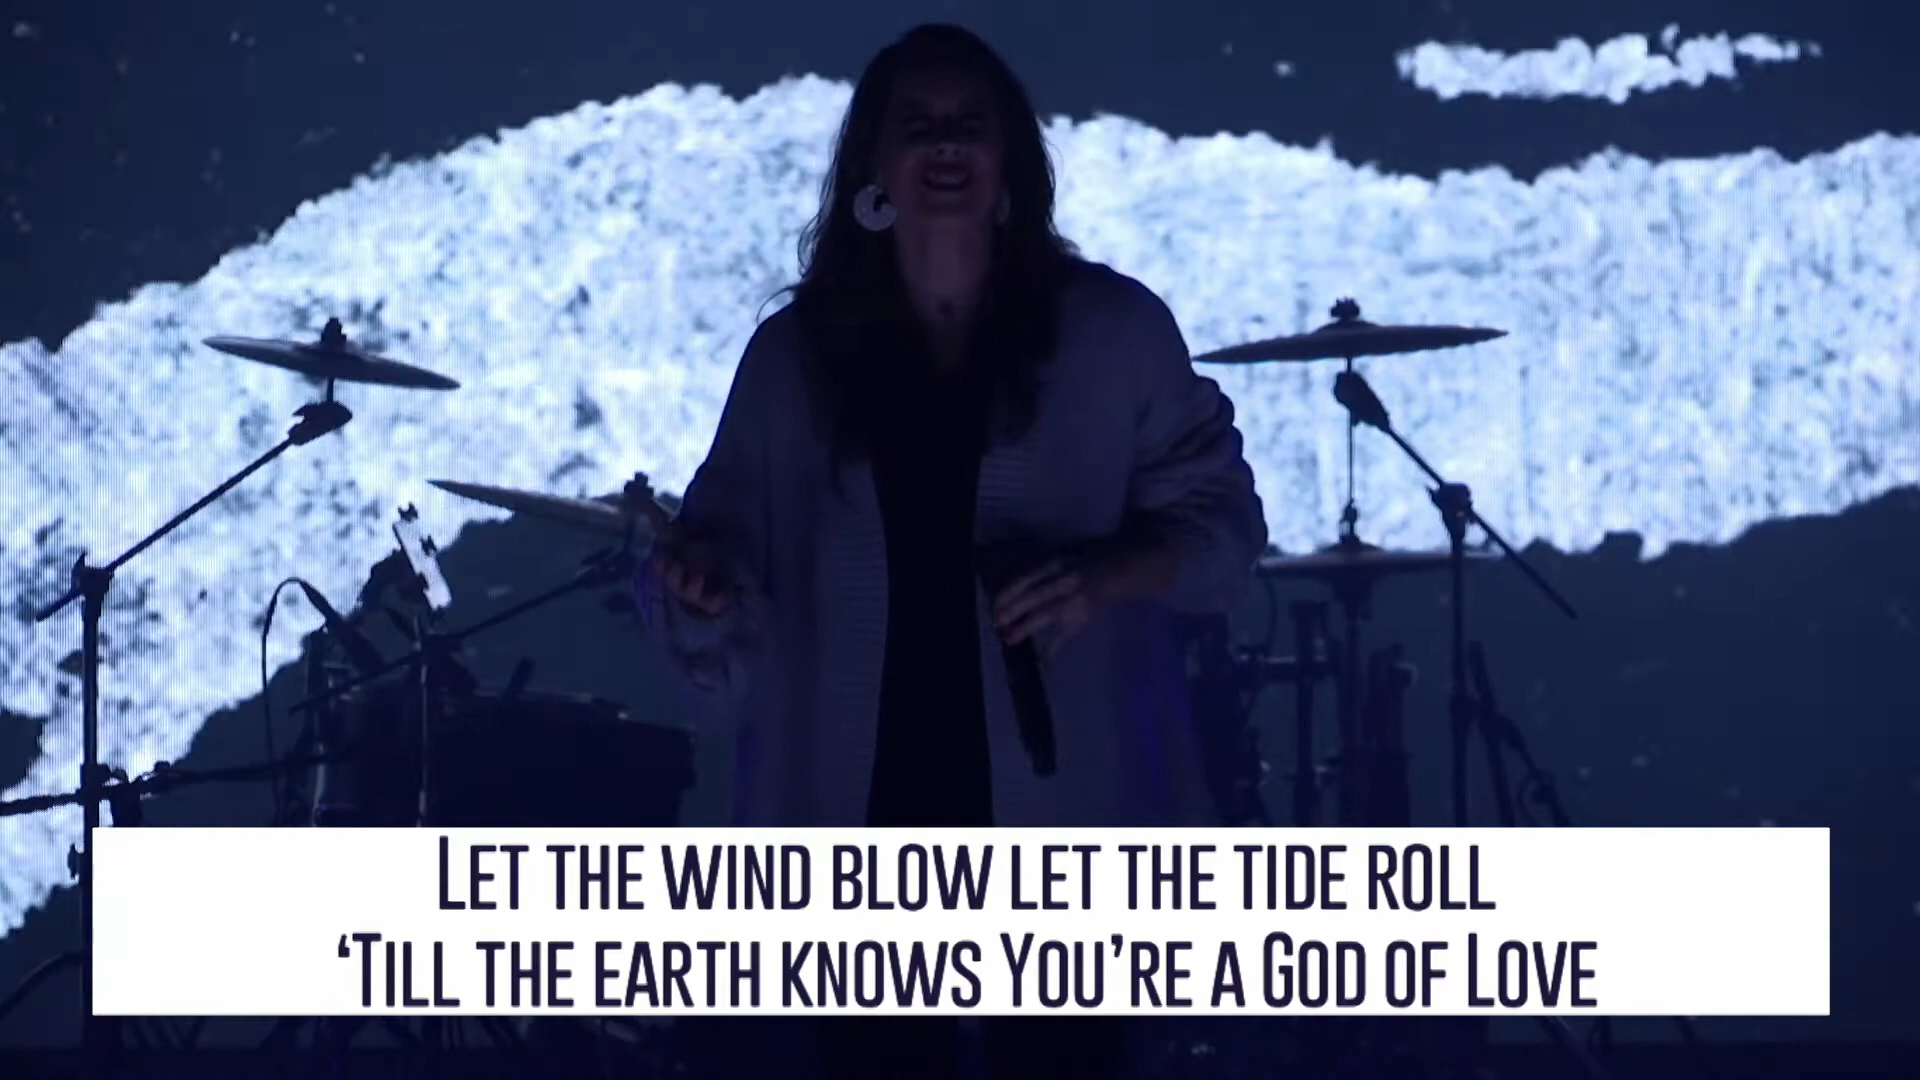 LET THE WIND BLOW LET THE TIDE ROLL
‘TILL THE EARTH KNOWS YOU’RE A GOD OF LOVE